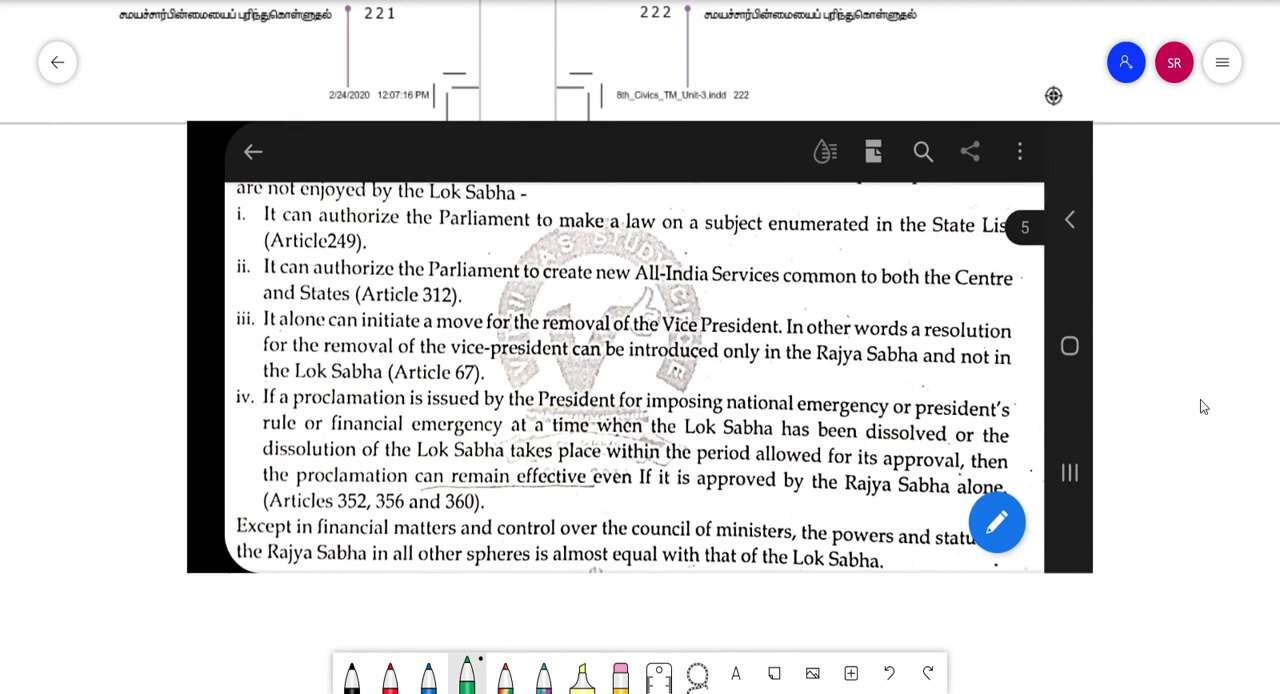 சமயச்சார்பின்மையைப் புரிந்துகொள்ளுதல் 221
222 சமயச்சார்பின்மையைப் புரிந்துகொள்ளுதல்
SR
2/24/2020 12:07:16 PM
8th_Civics_TM_Unit-3.indd 222
are not enjoyed by the Lok Sabha -
i. It can authorize the Parliament to make a law on a subject enumerated in the State Lis
5
(Article249).
ii. It can authorize the Parliament to create new All-India Services common to both the Centre
and States (Article 312).
iii. It alone can initiate a move for the removal of the Vice President. In other words a resolution
for the removal of the vice-president can be introduced only in the Rajya Sabha and not in
the Lok Sabha (Article 67).
iv. If a proclamation is issued by the President for imposing national emergency or president's
rule or financial emergency at a time when the Lok Sabha has been dissolved or the
dissolution of the Lok Sabha takes place within the period allowed for its approval, then
the proclamation can remain effective even If it is approved by the Rajya Sabha alone.
(Articles 352, 356 and 360).
Except in financial matters and control over the council of ministers, the powers and statu
the Rajya Sabha in all other spheres is almost equal with that of the Lok Sabha.